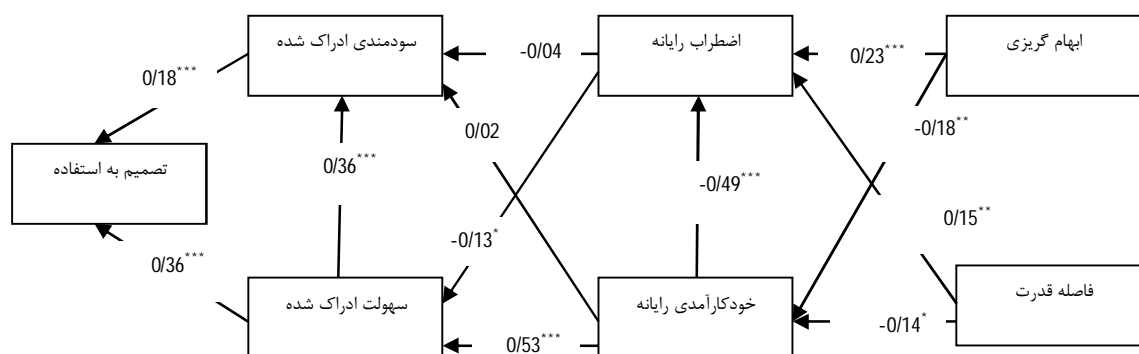 ابهام گریزی
اضطراب رایانه
سودمندی ادراک شده
0/23***
-0/04
0/18***
-0/18**
0/02
0/36***
-0/49***
تصمیم به استفاده
0/15**
-0/13*
0/36***
فاصله قدرت
خودکارآمدی رایانه
سهولت ادراک شده
-0/14*
0/53***